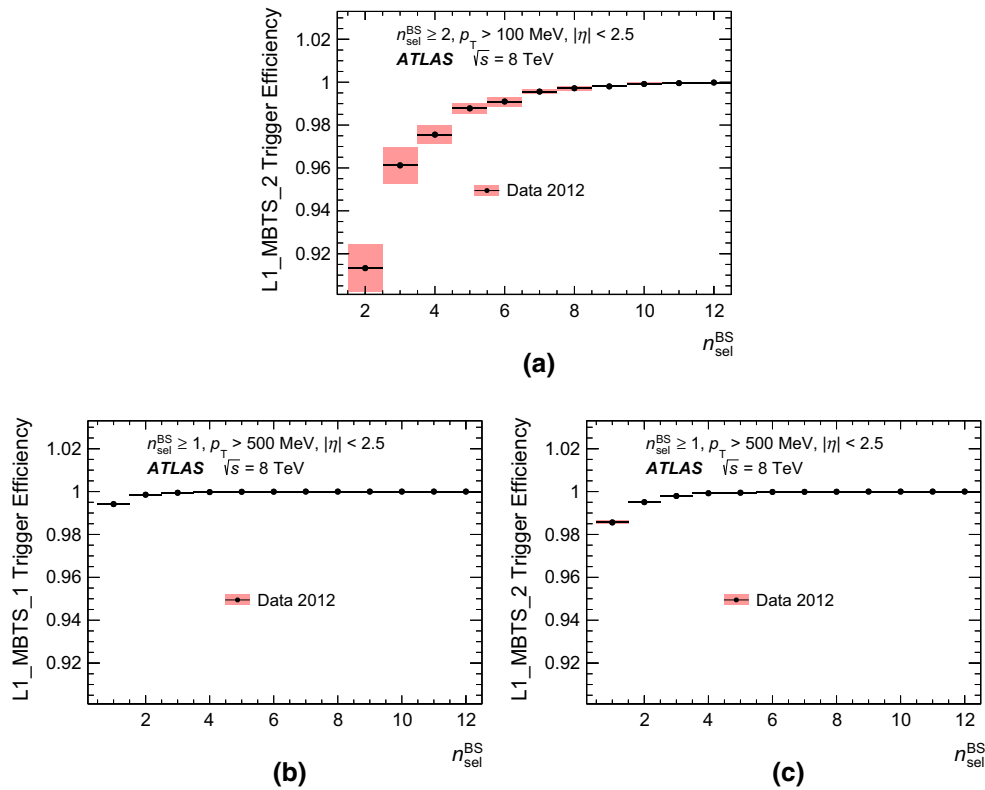 L1_MBTS_2 Trigger Efficiency
1.02
1
0.98
0.96
0.94
0.92
n_sel^BS ≥ 2, p_T > 100 MeV, |η| < 2.5
ATLAS √s = 8 TeV
Data 2012
2 4 6 8 10 12
n_sel^BS
(a)
L1_MBTS_1 Trigger Efficiency
1.02
1
0.98
0.96
0.94
0.92
n_sel^BS ≥ 1, p_T > 500 MeV, |η| < 2.5
ATLAS √s = 8 TeV
Data 2012
2 4 6 8 10 12
n_sel^BS
(b)
L1_MBTS_2 Trigger Efficiency
1.02
1
0.98
0.96
0.94
0.92
n_sel^BS ≥ 1, p_T > 500 MeV, |η| < 2.5
ATLAS √s = 8 TeV
Data 2012
2 4 6 8 10 12
n_sel^BS
(c)